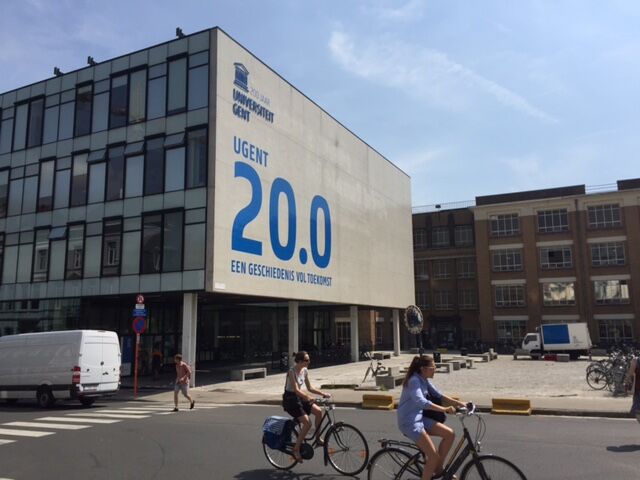 200 JAAR
UNIVERSITEIT
GENT
UGENT
20.0
EEN GESCHIEDENIS VOL TOEKOMST